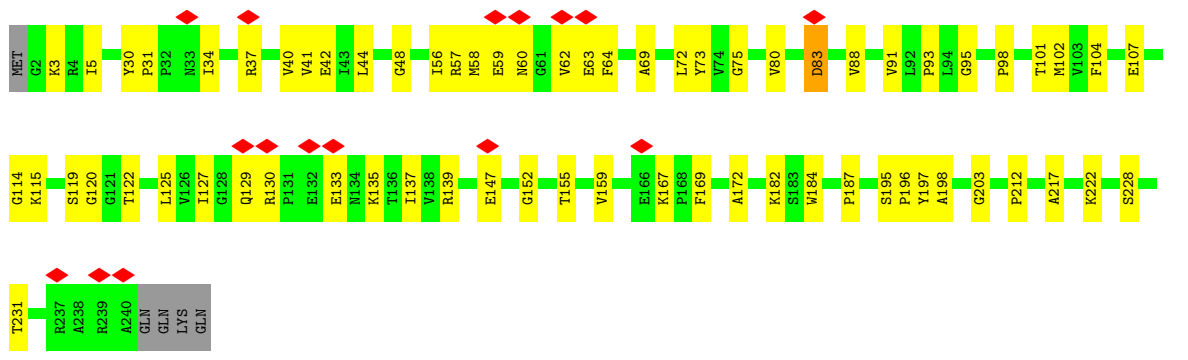 MET G2 K3 R4 I5 Y30 P31 P32 N33 I34 R37 V40 V41 E42 I43 L44 G48 I56 R57 M58 E59 N60 G61 V62 E63 F64 A69 L72 Y73 V74 G75 V80 D83 V88 V91 L92 P93 L94 G95 P98 T101 M102 V103 F104 E107
G114 K115 S119 G120 G121 T122 L125 V126 I127 G128 Q129 R130 P131 E132 E133 N134 K135 T136 I137 V138 R139 E147 G152 T155 V159 E166 K167 P168 F169 A172 K182 S183 W184 P187 S195 P196 Y197 A198 G203 P212 A217 K222 S228
T231 R237 A238 R239 A240 GLN GLN LYS GLN